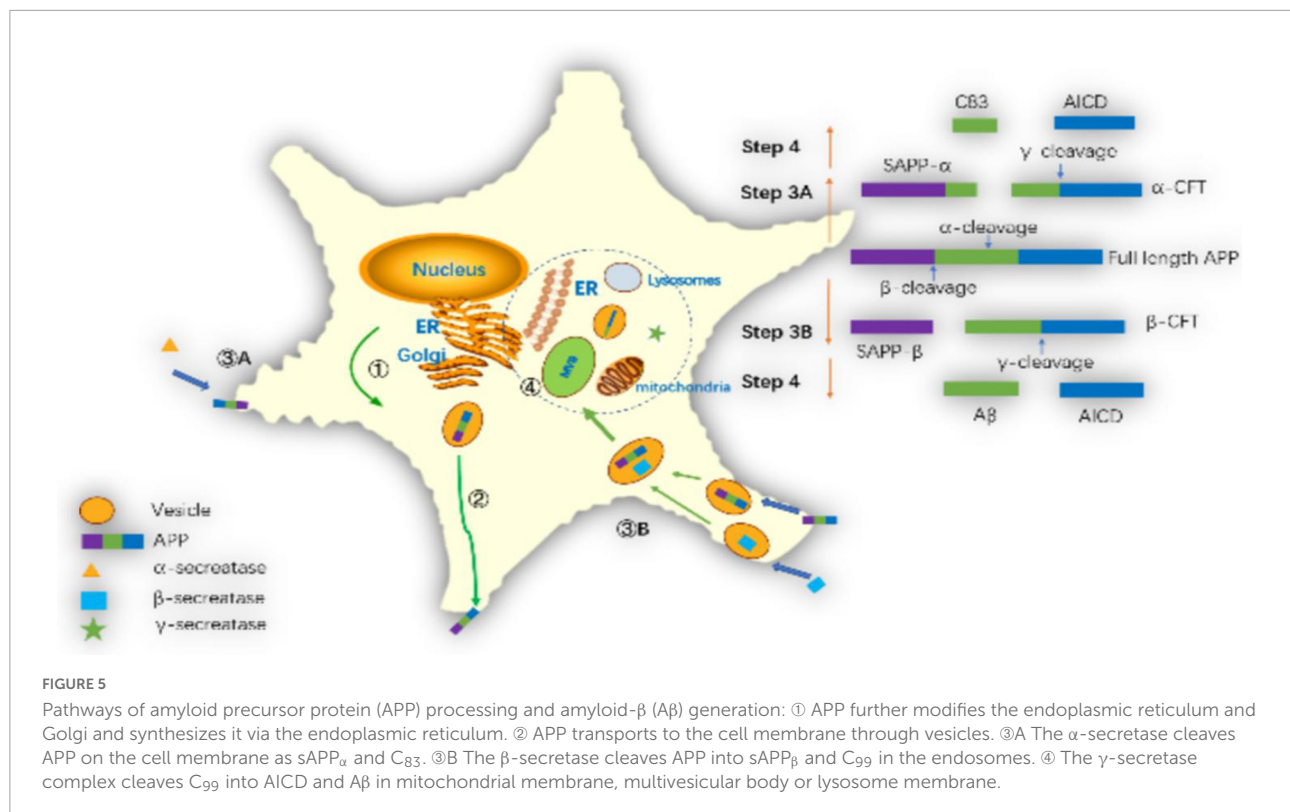 C83 AICD
Step 4
γ-cleavage
SAPP-α
Step 3A
α-CFT
α-cleavage
Full length APP
β-cleavage
Step 3B
β-CFT
SAPP-β
γ-cleavage
Step 4
Aβ AICD
Nucleus
ER
Lysosomes
ER
Golgi
③A
①
④
MVB
mitochondria
②
③B
Vesicle
APP
α-secreatase
β-secreatase
γ-secreatase
FIGURE 5
Pathways of amyloid precursor protein (APP) processing and amyloid-β (Aβ) generation: ① APP further modifies the endoplasmic reticulum and
Golgi and synthesizes it via the endoplasmic reticulum. ② APP transports to the cell membrane through vesicles. ③A The α-secretase cleaves
APP on the cell membrane as sAPPα and C83. ③B The β-secretase cleaves APP into sAPPβ and C99 in the endosomes. ④ The γ-secretase
complex cleaves C99 into AICD and Aβ in mitochondrial membrane, multivesicular body or lysosome membrane.